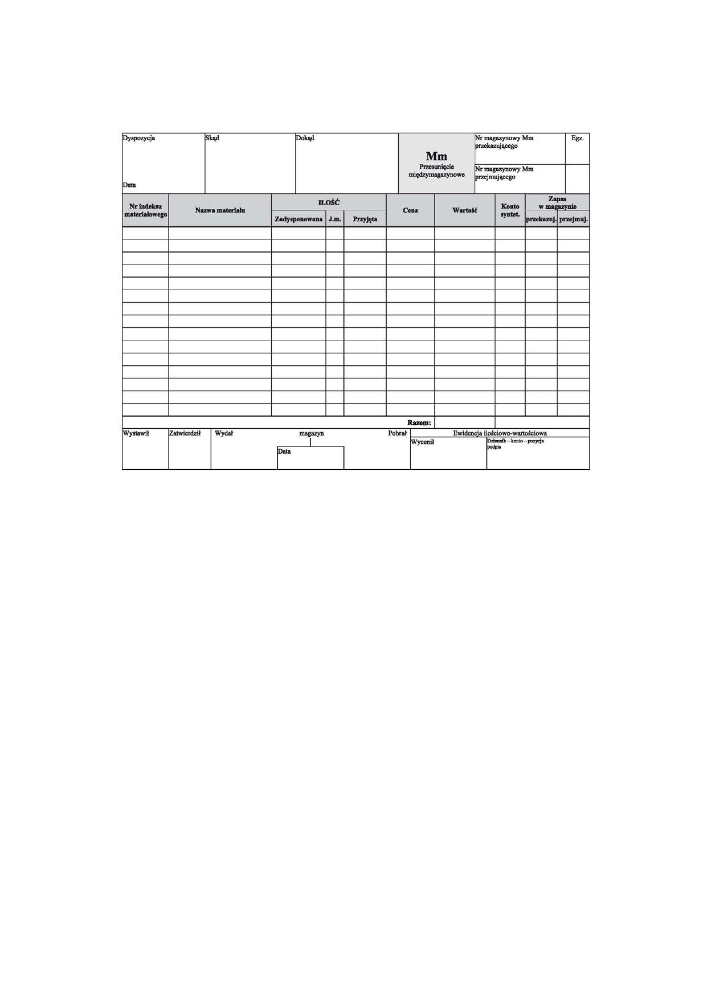 Dyspozycja
Data
Skąd
Dokąd
Mm
Przesunięcie
międzymagazynowe
Nr magazynowy Mm
przekazującego
Egz.
Nr magazynowy Mm
przejmującego
Nr indeksu
materiałowego
Nazwa materiału
ILOŚĆ
Zadysponowana
J.m.
Przyjęta
Cena
Wartość
Konto
syntet.
Zapas
w magazynie
przekazuj.
przejmuj.
Razem:
Wystawił
Zatwierdził
Wydał
magazyn
Pobrał
Data
Ewidencja ilościowo-wartościowa
Wycenił
Dziennik – konto – pozycja
podpis